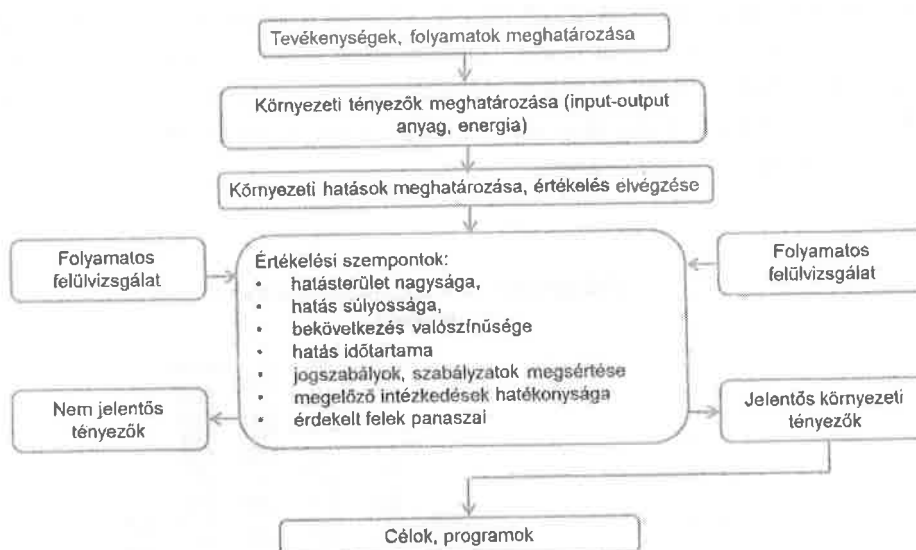 Tevékenységek, folyamatok meghatározása
Környezeti tényezők meghatározása (input-output
anyag, energia)
Környezeti hatások meghatározása, értékelés elvégzése
Folyamatos
felülvizsgálat
Értékelési szempontok:
• hatásterület nagysága,
• hatás súlyossága,
• bekövetkezés valószínűsége
• hatás időtartama
• jogszabályok, szabályzatok megsértése
• megelőző intézkedések hatékonysága
• érdekelt felek panaszai
Folyamatos
felülvizsgálat
Nem jelentős
tényezők
Jelentős környezeti
tényezők
Célok, programok